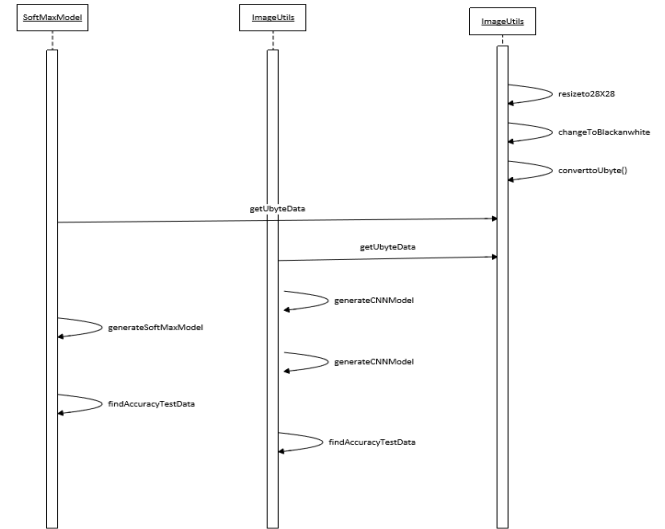 SoftMaxModel
ImageUtils
ImageUtils
resizeto28X28
changeToBlackanwhite
converttoUbyte()
getUbyteData
getUbyteData
generateCNNModel
generateSoftMaxModel
generateCNNModel
findAccuracyTestData
findAccuracyTestData